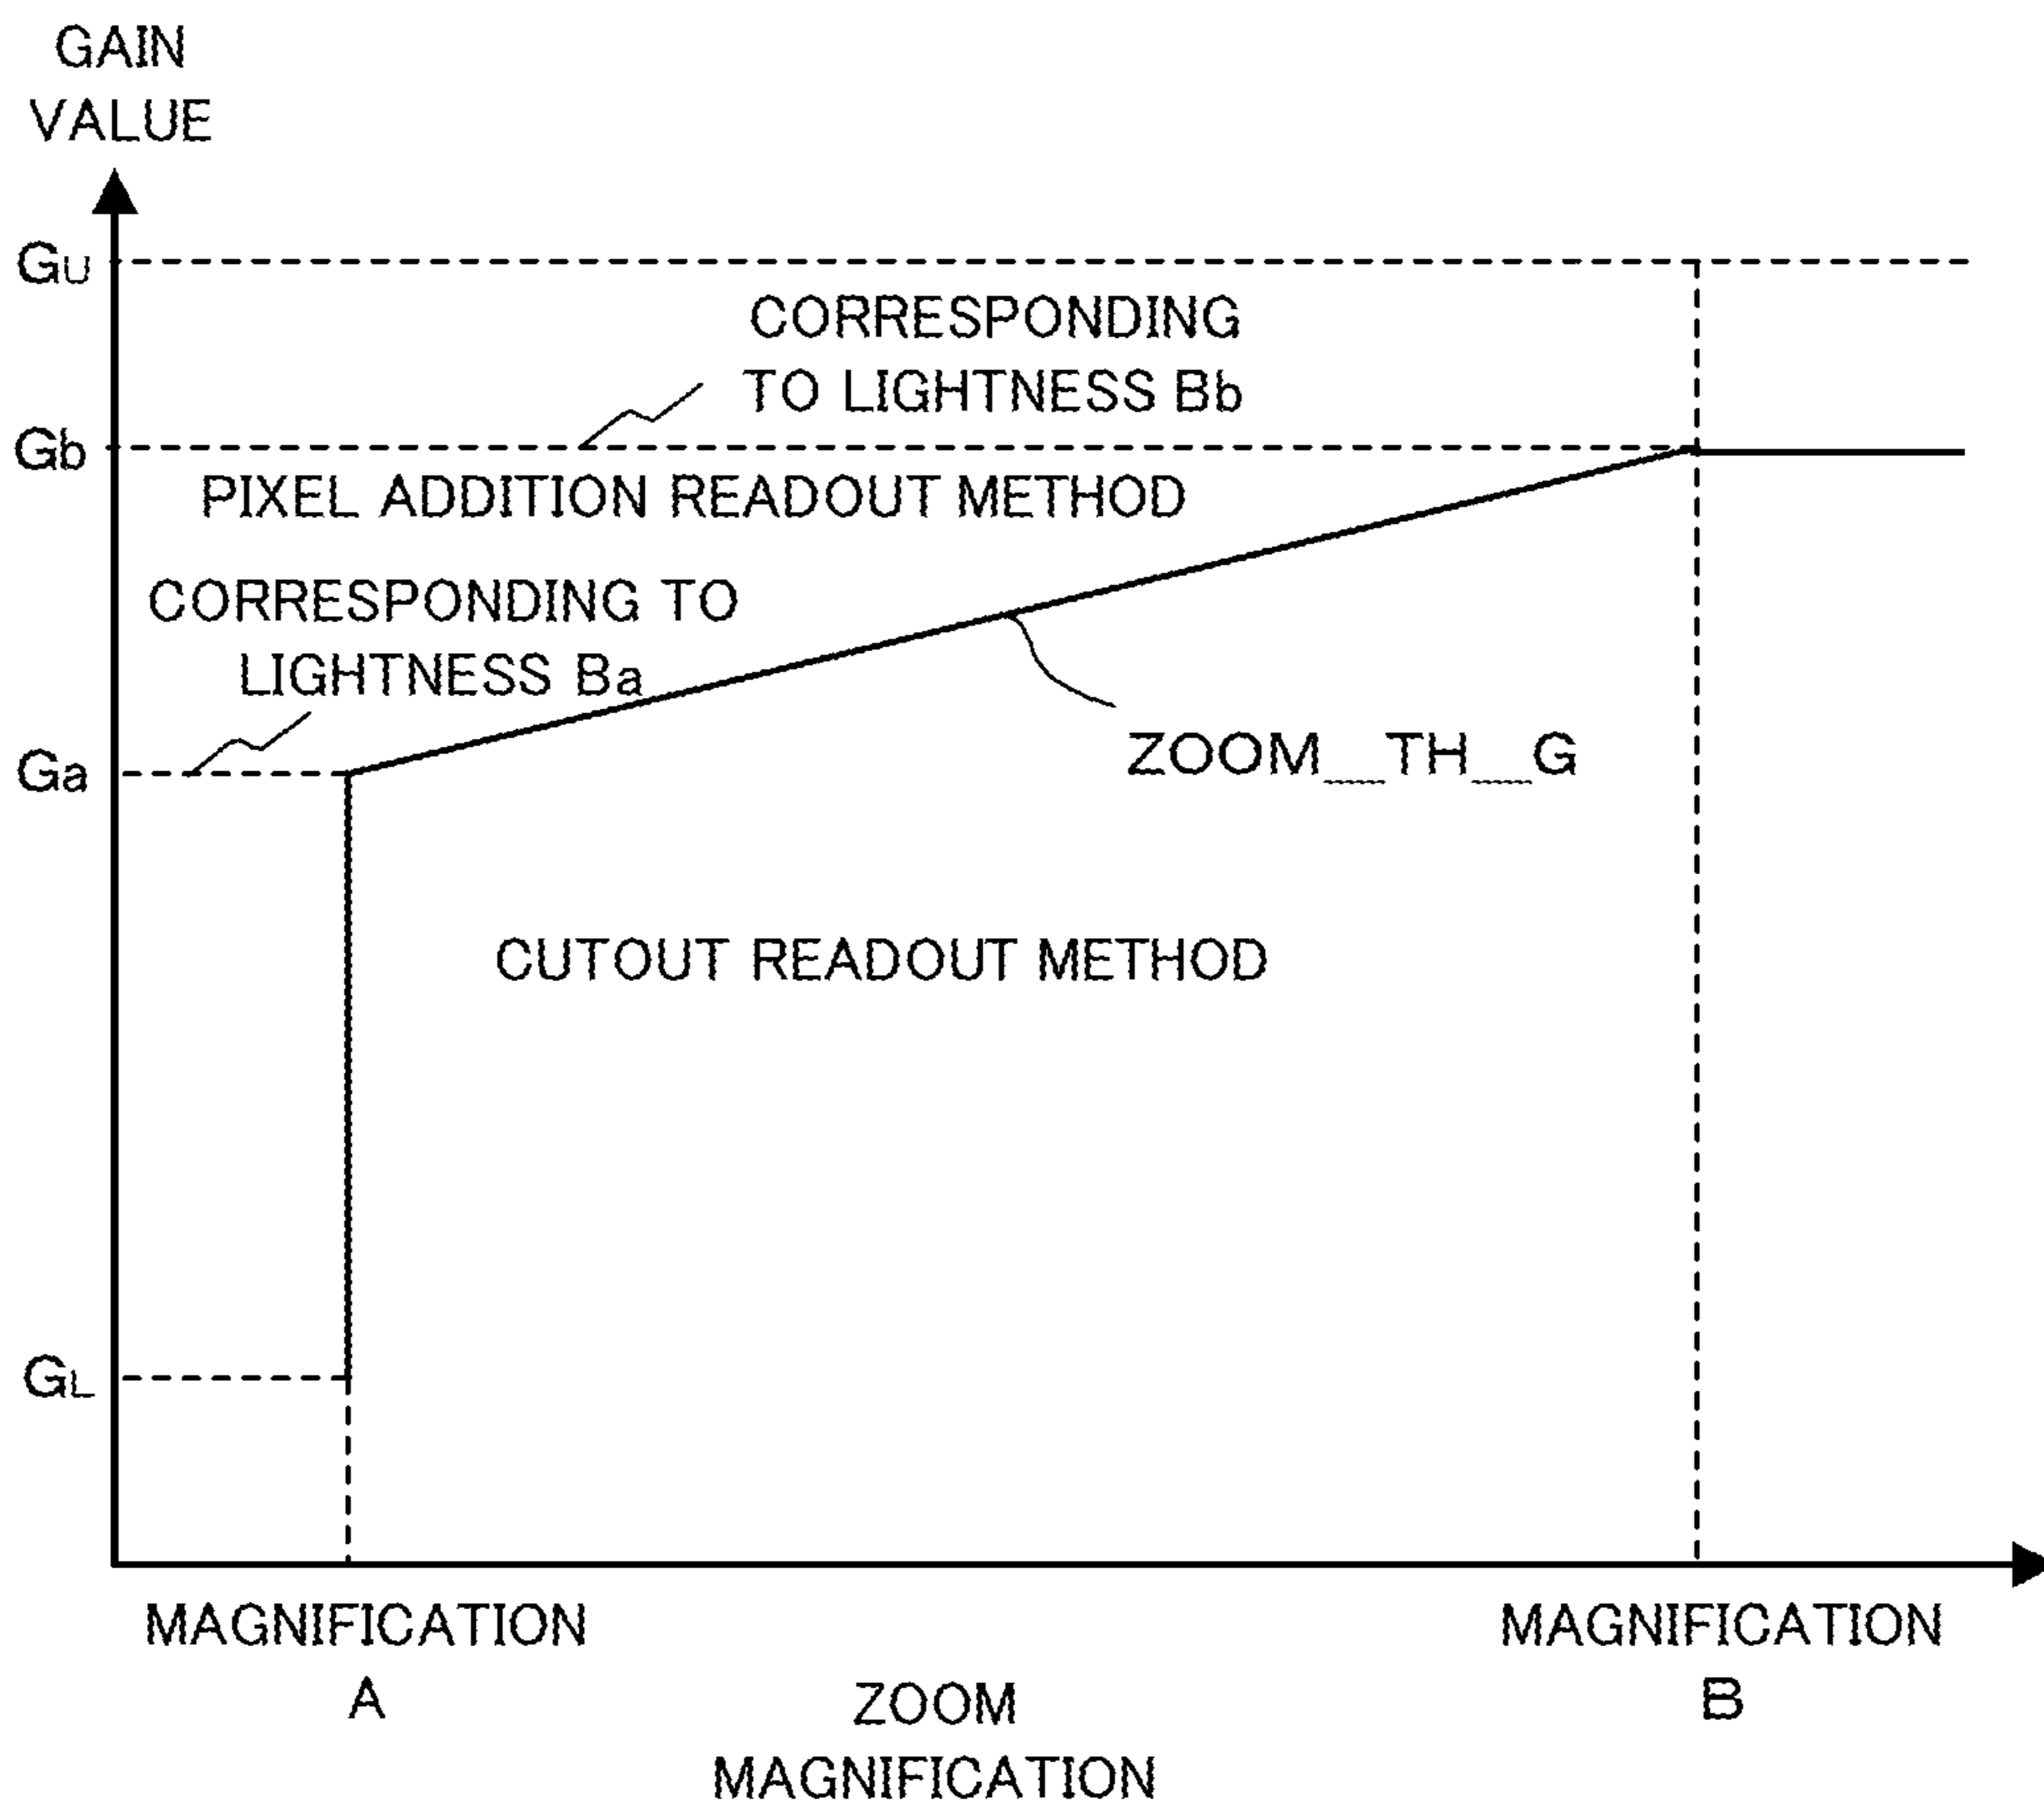 GAIN
VALUE
GU
CORRESPONDING
TO LIGHTNESS Bb
Gb
PIXEL ADDITION READOUT METHOD
CORRESPONDING TO
LIGHTNESS Ba
Ga
ZOOM__TH__G
CUTOUT READOUT METHOD
GL
MAGNIFICATION
A
MAGNIFICATION
B
ZOOM
MAGNIFICATION